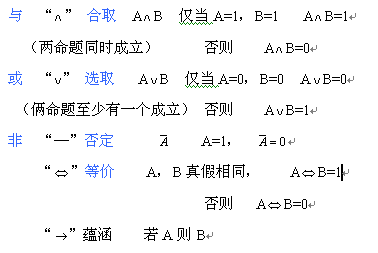 与 “∧” 合取 A∧B 仅当 A=1，B=1 A∧B=1↵
（两命题同时成立） 否则 A∧B=0↵
或 “∨” 选取 A∨B 仅当 A=0，B=0 A∨B=0↵
（俩命题至少有一个成立） 否则 A∨B=1↵
非 “—”否定 A̅ A=1， A̅=0↵
“⇔”等价 A，B 真假相同， A⇔B=1↵
否则 A⇔B=0↵
“→”蕴涵 若 A 则 B↵